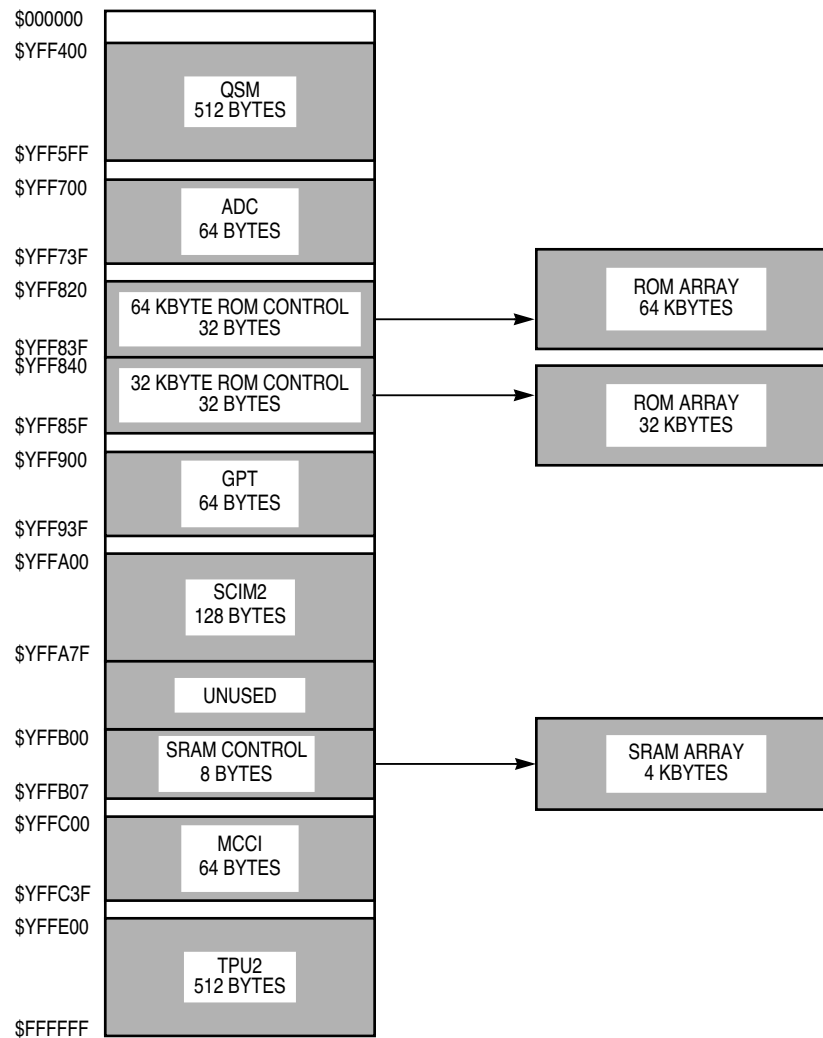 $000000
$YFF400
QSM
512 BYTES
$YFF5FF
$YFF700
ADC
64 BYTES
$YFF73F
$YFF820
64 KBYTE ROM CONTROL
32 BYTES
ROM ARRAY
64 KBYTES
$YFF83F
$YFF840
32 KBYTE ROM CONTROL
32 BYTES
ROM ARRAY
32 KBYTES
$YFF85F
$YFF900
GPT
64 BYTES
$YFF93F
$YFFA00
SCIM2
128 BYTES
$YFFA7F
UNUSED
$YFFB00
SRAM CONTROL
8 BYTES
SRAM ARRAY
4 KBYTES
$YFFB07
$YFFC00
MCCI
64 BYTES
$YFFC3F
$YFFE00
TPU2
512 BYTES
$FFFFFF